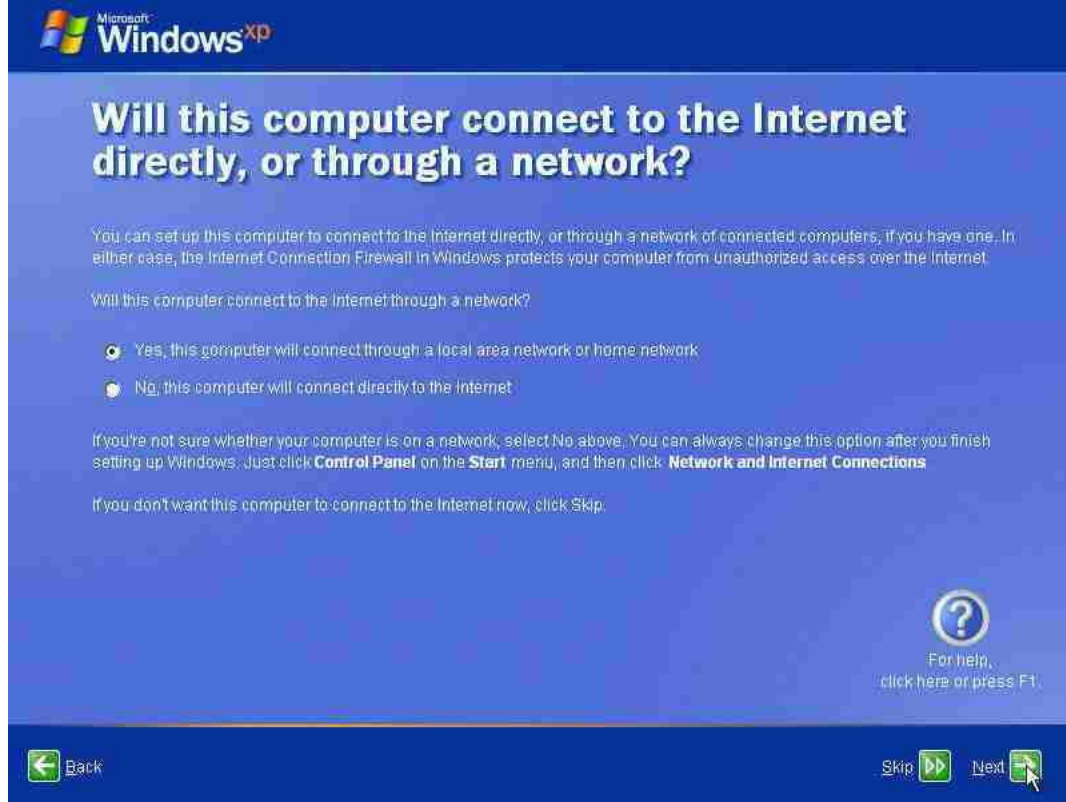 Microsoft
Windows xp
Will this computer connect to the Internet
directly, or through a network?
You can set up this computer to connect to the Internet directly, or through a network of connected computers, if you have one. In
either case, the Internet Connection Firewall in Windows protects your computer from unauthorized access over the Internet.
Will this computer connect to the Internet through a network?
Yes, this computer will connect through a local area network or home network
No, this computer will connect directly to the Internet
If you're not sure whether your computer is on a network, select No above. You can always change this option after you finish
setting up Windows. Just click Control Panel on the Start menu, and then click Network and Internet Connections
If you don't want this computer to connect to the Internet now, click Skip.
For help,
click here or press F1.
Back
Skip
Next